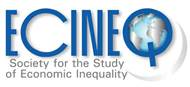 ECINEQ
Society for the Study
of Economic Inequality